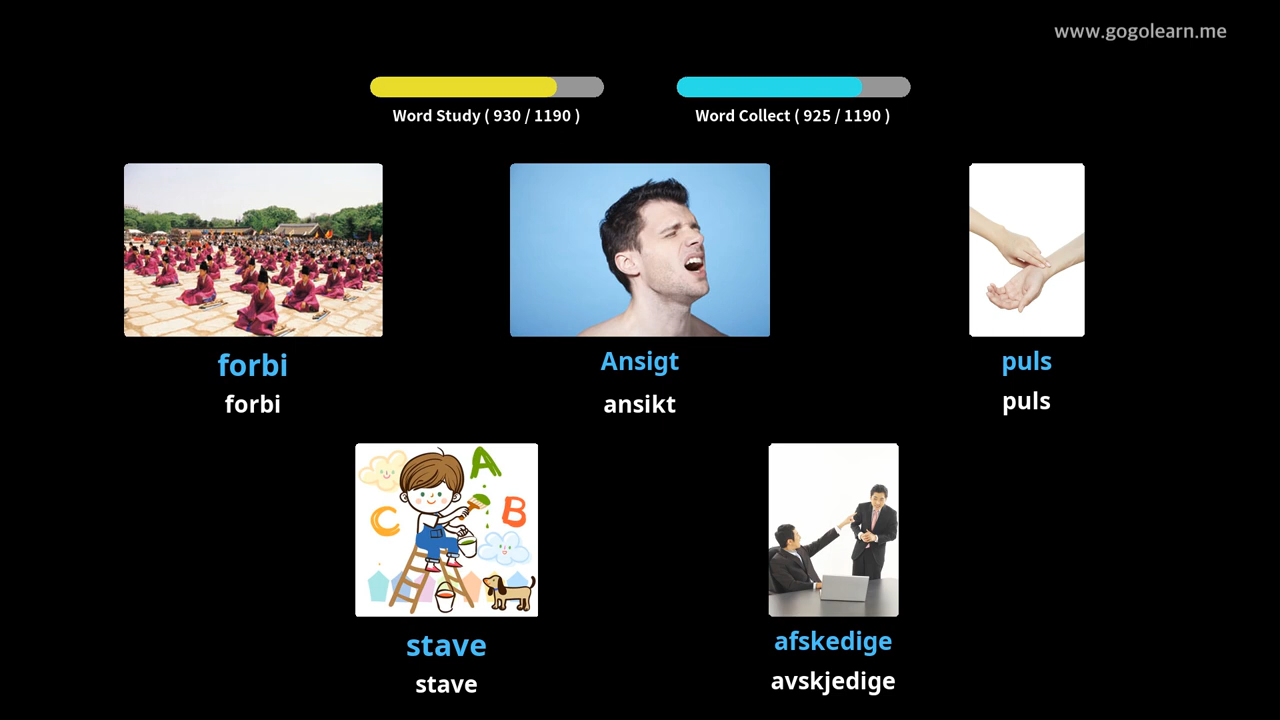 www.gogolearn.me
Word Study ( 930 / 1190 )
Word Collect ( 925 / 1190 )
forbi
forbi
Ansigt
ansikt
puls
puls
A
B
C
stave
stave
afskedige
avskjedige